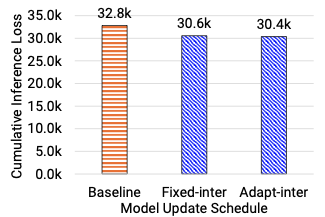 Cumulative Inference Loss
35.0k
30.0k
25.0k
20.0k
15.0k
10.0k
5.0k
0.0k
32.8k
30.6k
30.4k
Baseline
Fixed-inter
Adapt-inter
Model Update Schedule